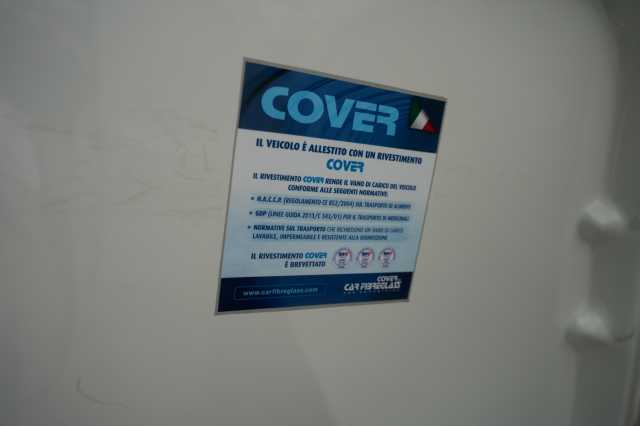 COVER
IL VEICOLO È ALLESTITO CON UN RIVESTIMENTO
COVER
IL RIVESTIMENTO COVER RENDE IL VANO DI CARICO DEL VEICOLO
CONFORME ALLE SEGUENTI NORMATIVE:
• H.A.C.C.P. (REGOLAMENTO CE 852/2004) SUL TRASPORTO DI ALIMENTI
• GDP (LINEE GUIDA 2013/C 343/01) PER IL TRASPORTO DI MEDICINALI
• NORMATIVE SUL TRASPORTO CHE RICHIEDONO UN VANO DI CARICO
LAVABILE, IMPERMEABILE E RESISTENTE ALLA
IL RIVESTIMENTO COVER
È BREVETTATO
www.carfibreglass.com
COVER
CAR FIBREGLASS